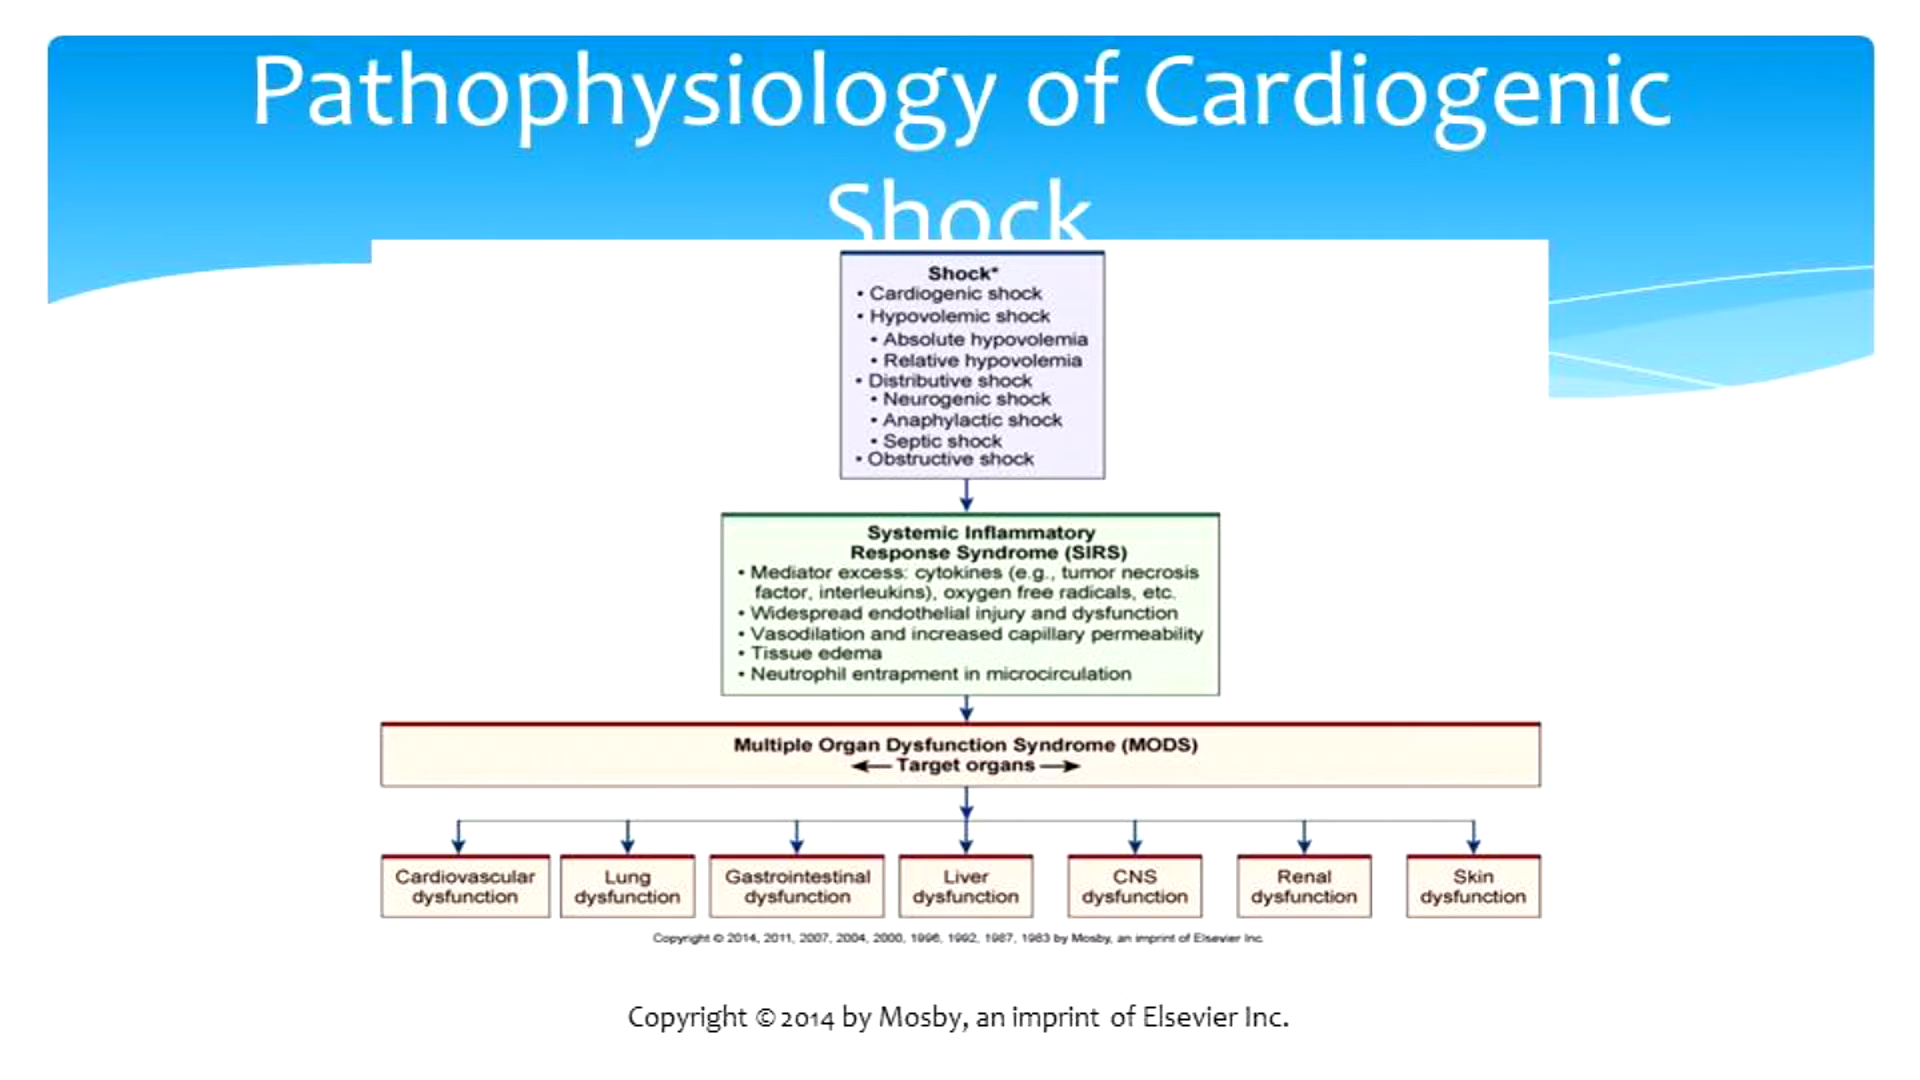 Pathophysiology of Cardiogenic
Shock
Shock*
• Cardiogenic shock
• Hypovolemic shock
• Absolute hypovolemia
• Relative hypovolemia
• Distributive shock
• Neurogenic shock
• Anaphylactic shock
• Septic shock
• Obstructive shock
Systemic Inflammatory
Response Syndrome (SIRS)
• Mediator excess: cytokines (e.g., tumor necrosis
factor, interleukins), oxygen free radicals, etc.
• Widespread endothelial injury and dysfunction
• Vasodilation and increased capillary permeability
• Tissue edema
• Neutrophil entrapment in microcirculation
Multiple Organ Dysfunction Syndrome (MODS)
← Target organs →
Cardiovascular
dysfunction
Lung
dysfunction
Gastrointestinal
dysfunction
Liver
dysfunction
CNS
dysfunction
Renal
dysfunction
Skin
dysfunction
Copyright © 2014, 2011, 2007, 2004, 2000, 1996, 1992, 1987, 1983 by Mosby, an imprint of Elsevier Inc.
Copyright © 2014 by Mosby, an imprint of Elsevier Inc.